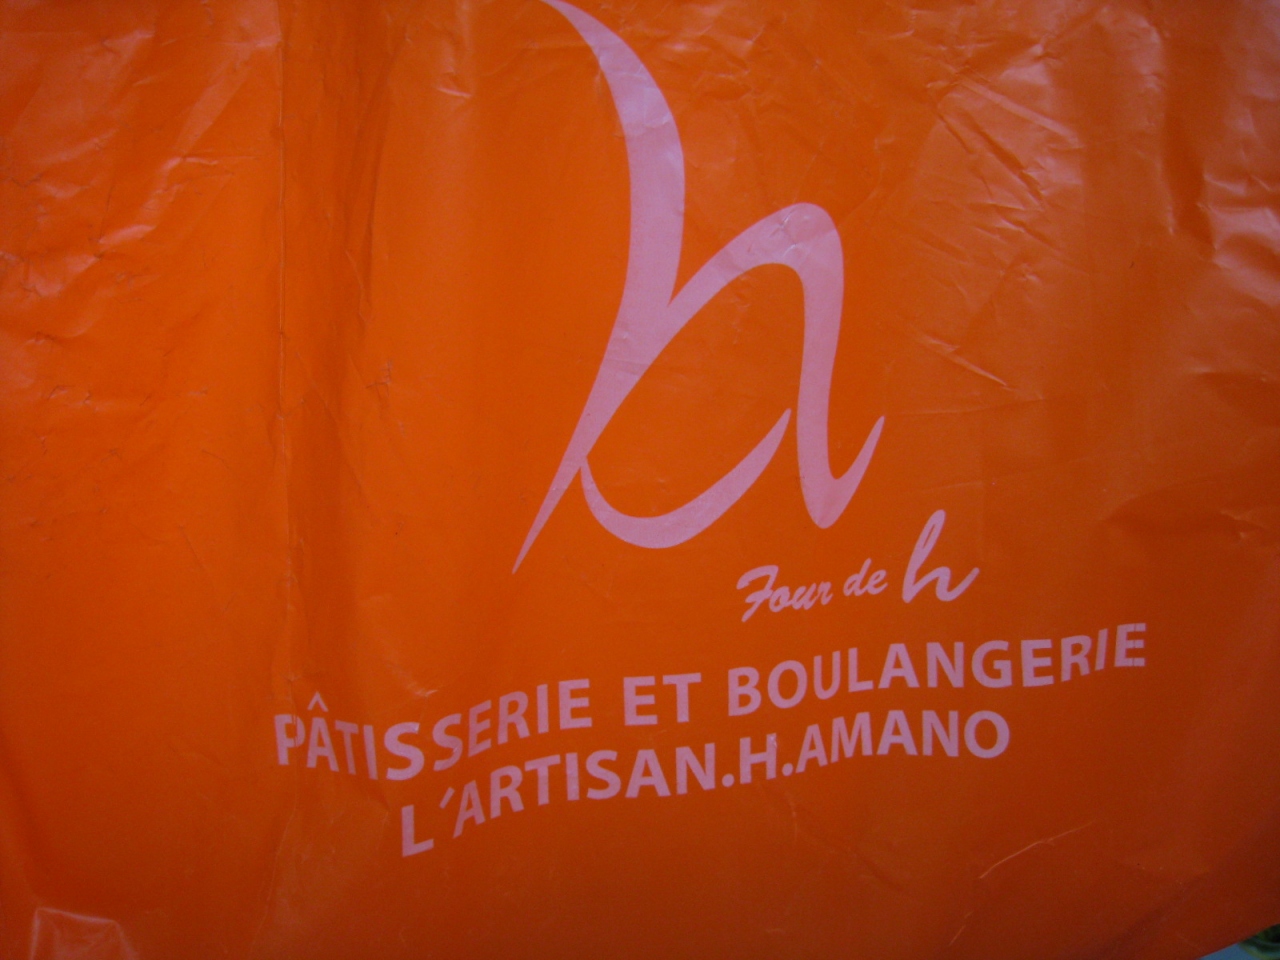 h
Four de h
PÂTISSERIE ET BOULANGERIE
L'ARTISAN.H.AMANO